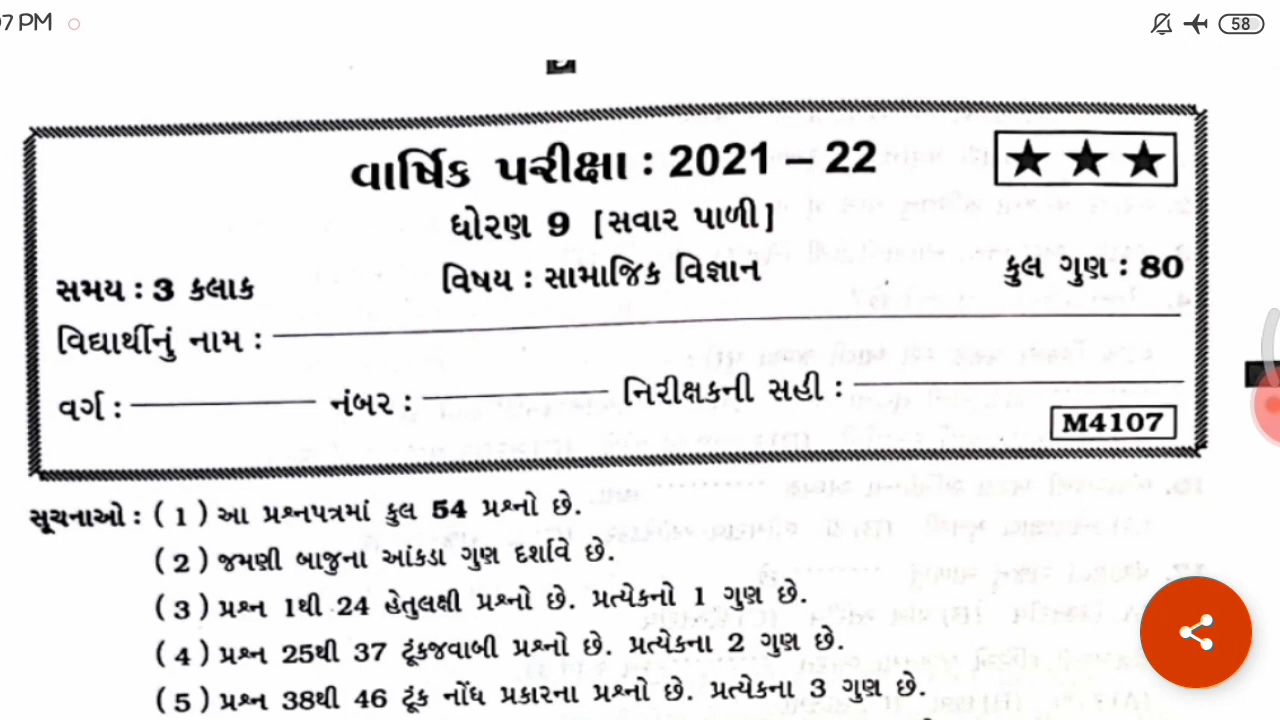 7 PM
58
વાર્ષિક પરીક્ષા : 2021 – 22 ★ ★ ★
ધોરણ 9 [સવાર પાળી]
સમય : 3 કલાક વિષય : સામાજિક વિજ્ઞાન કુલ ગુણ : 80
વિદ્યાર્થીનું નામ :
વર્ગ : નંબર : નિરીક્ષકની સહી :
M4107
સૂચનાઓ : ( 1 ) આ પ્રશ્નપત્રમાં કુલ 54 પ્રશ્નો છે.
( 2 ) જમણી બાજુના આંકડા ગુણ દર્શાવે છે.
( 3 ) પ્રશ્ન 1થી 24 હેતુલક્ષી પ્રશ્નો છે. પ્રત્યેકનો 1 ગુણ છે.
( 4 ) પ્રશ્ન 25થી 37 ટૂંકજવાબી પ્રશ્નો છે. પ્રત્યેકના 2 ગુણ છે.
( 5 ) પ્રશ્ન 38થી 46 ટૂંક નોંધ પ્રકારના પ્રશ્નો છે. પ્રત્યેકના 3 ગુણ છે.